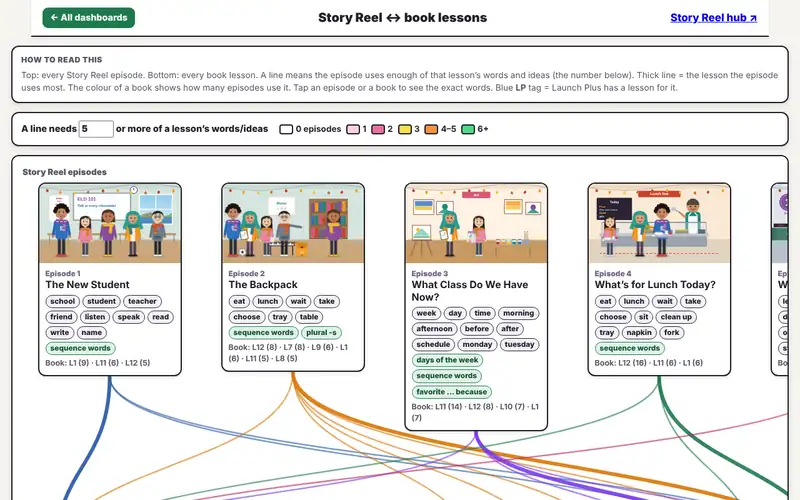 ← All dashboards
Story Reel ↔ book lessons
Story Reel hub ↗
HOW TO READ THIS
Top: every Story Reel episode. Bottom: every book lesson. A line means the episode uses enough of that lesson's words and ideas (the number below). Thick line = the lesson the episode
uses most. The colour of a book shows how many episodes use it. Tap an episode or a book to see the exact words. Blue LP tag = Launch Plus has a lesson for it.
A line needs 5 or more of a lesson's words/ideas 0 episodes 1 2 3 4–5 6+
Story Reel episodes
ELD 101
Episode 1
The New Student
school student teacher
friend listen speak read
write name
sequence words
Book: L1 (9) · L11 (6) · L12 (5)
Episode 2
The Backpack
eat lunch wait take
choose tray table
sequence words plural -s
Book: L12 (8) · L7 (8) · L9 (6) · L1
(6) · L11 (5) · L8 (5)
Episode 3
What Class Do We Have
Now?
week day time morning
afternoon before after
schedule monday tuesday
days of the week
sequence words
favorite ... because
Book: L11 (14) · L12 (8) · L10 (7) · L1
(7)
Lunch line
Today
Episode 4
What's for Lunch Today?
eat lunch wait take
choose sit clean up
tray napkin fork
sequence words
Book: L12 (16) · L11 (6) · L1 (6)